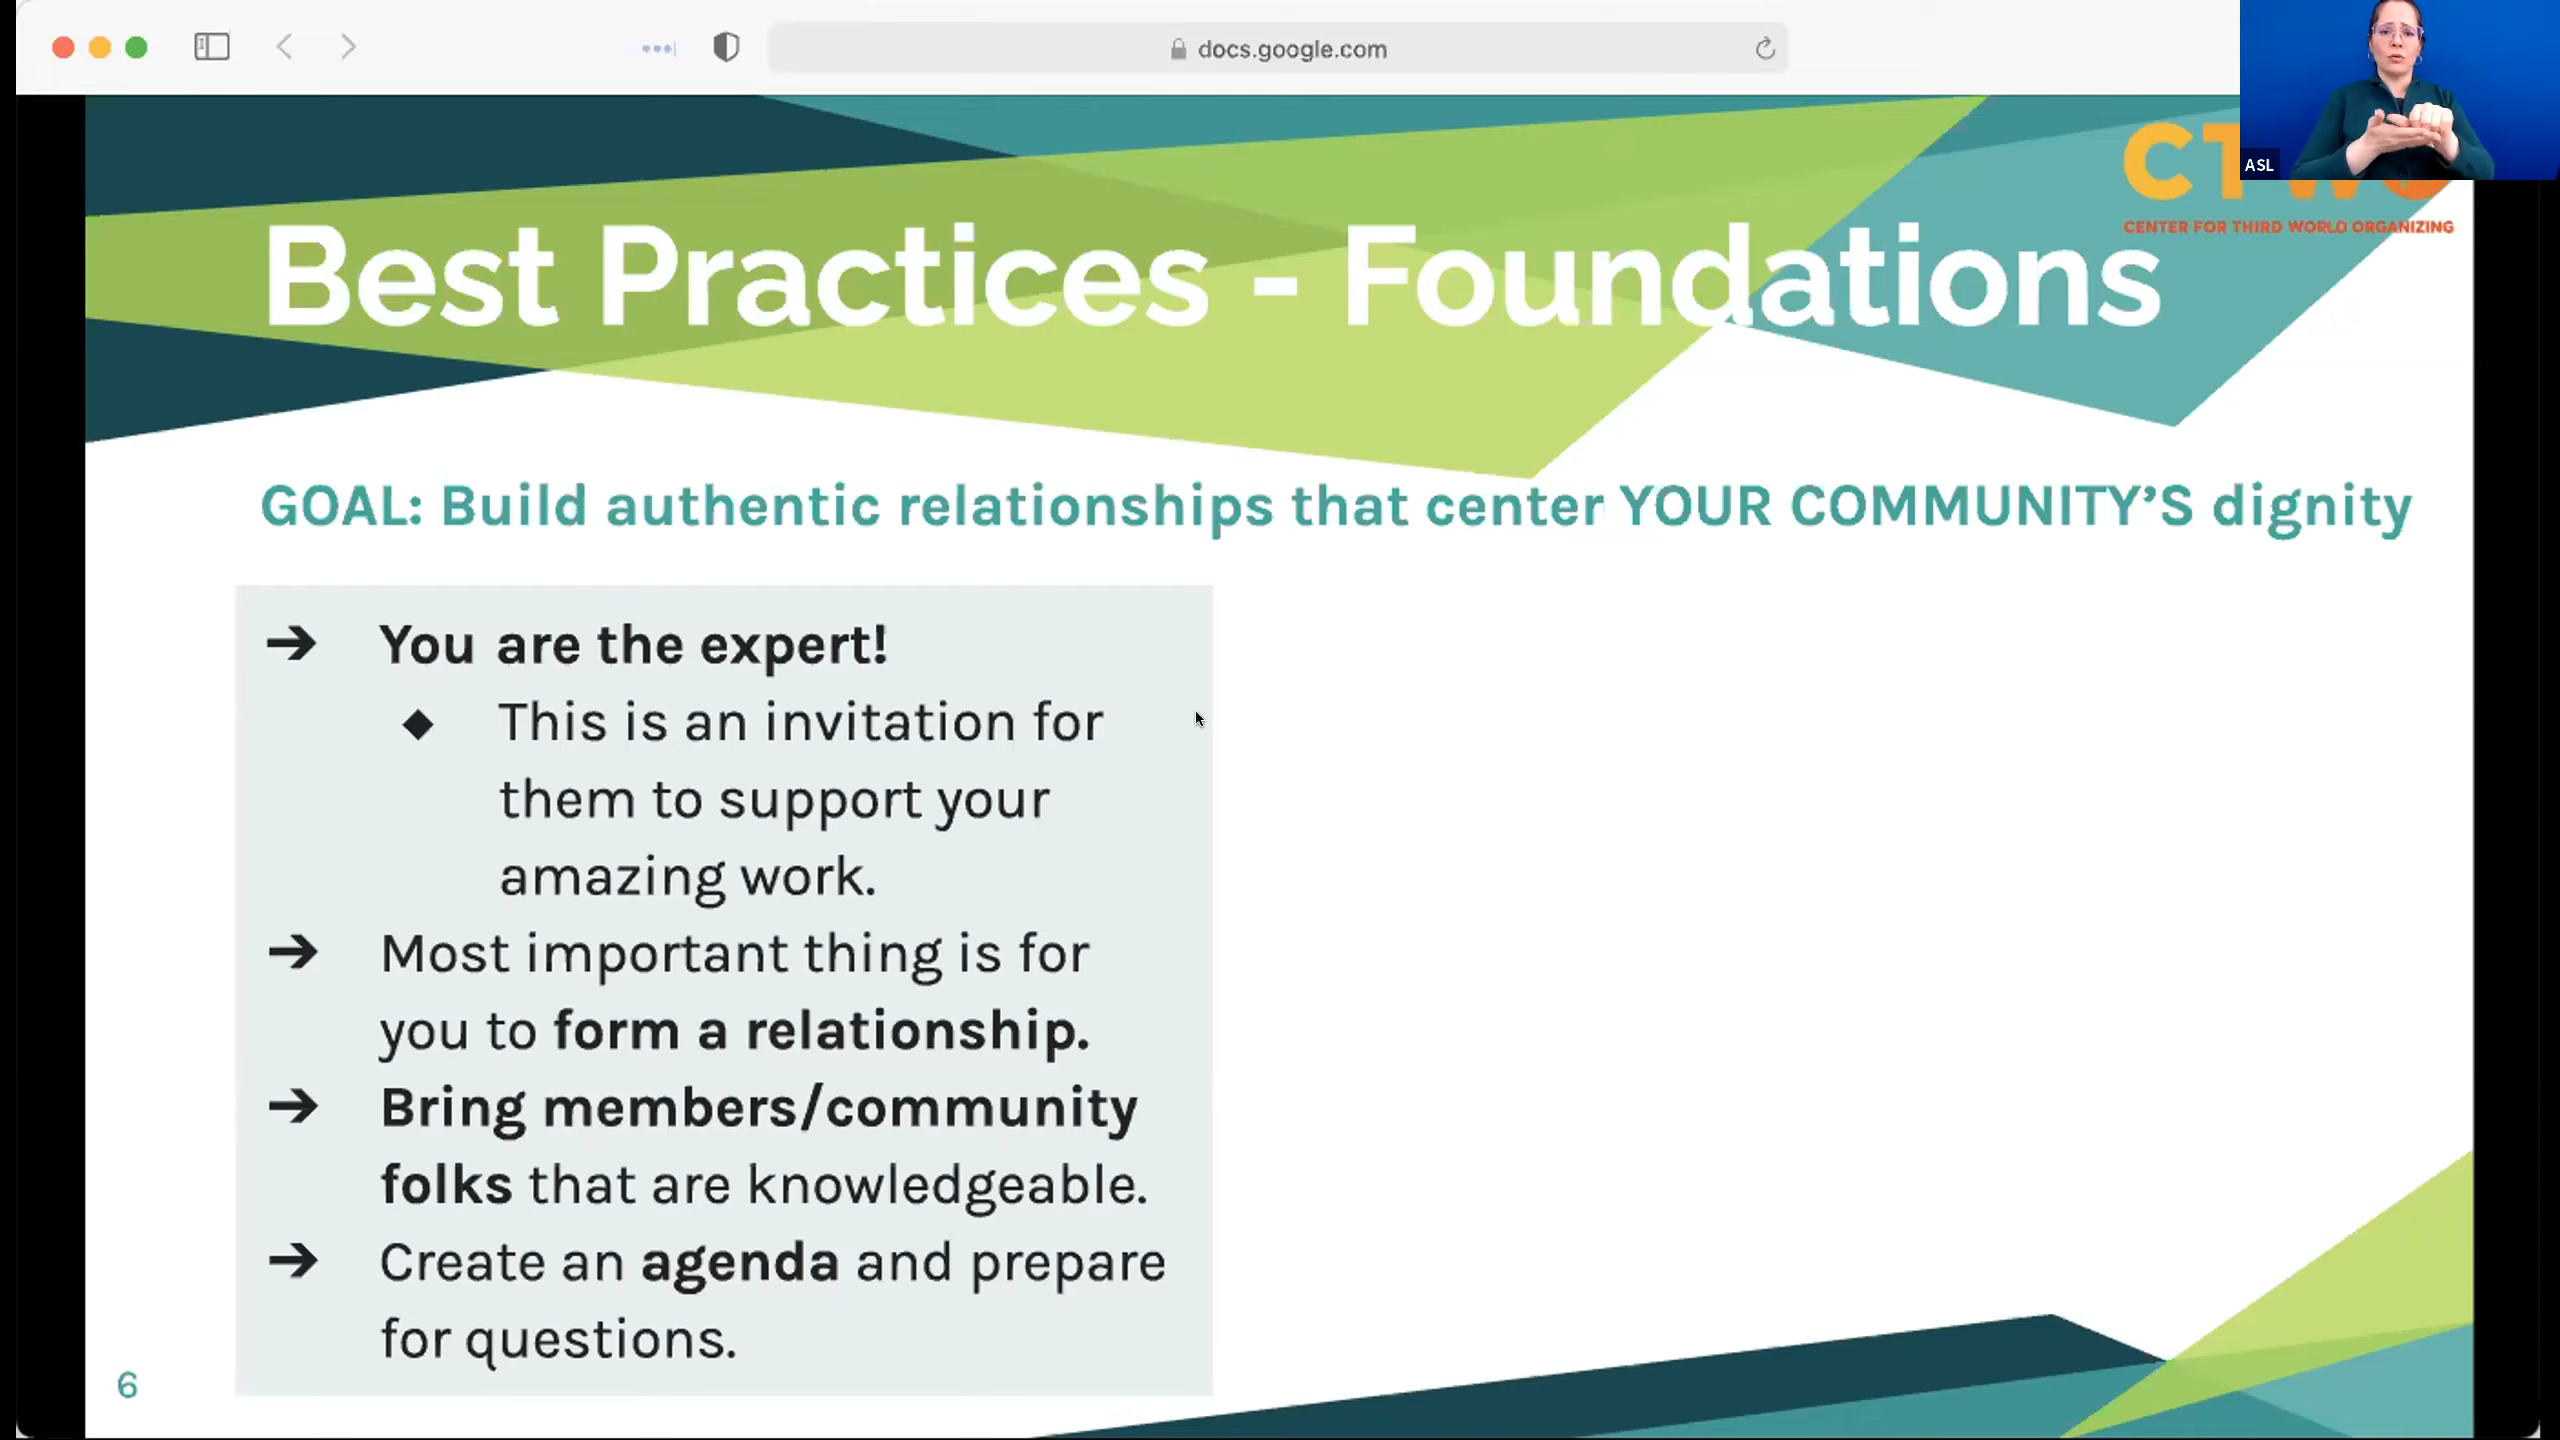 docs.google.com
ASL
CENTER FOR THIRD WORLD ORGANIZING
Best Practices - Foundations
GOAL: Build authentic relationships that center YOUR COMMUNITY’S dignity
➔ You are the expert!
◆ This is an invitation for
them to support your
amazing work.
➔ Most important thing is for
you to form a relationship.
➔ Bring members/community
folks that are knowledgeable.
➔ Create an agenda and prepare
for questions.
6